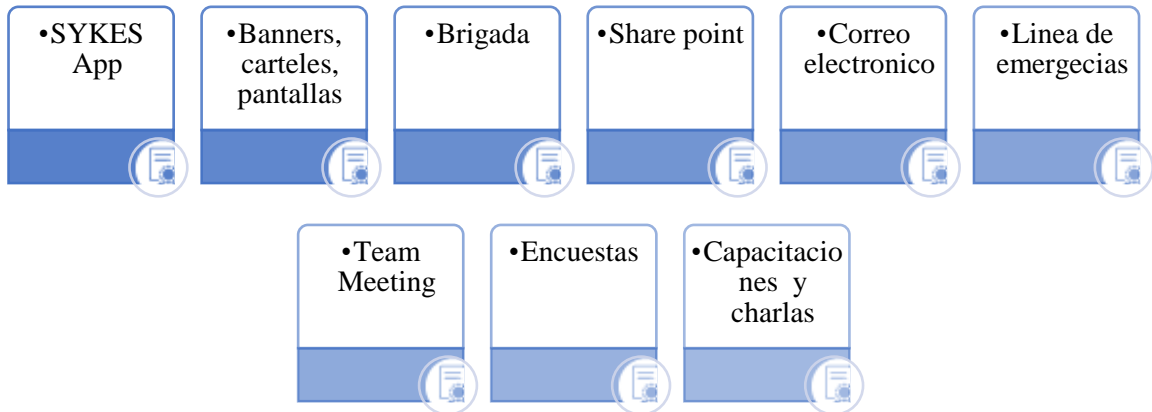 •SYKES
App
•Banners,
carteles,
pantallas
•Brigada
•Share point
•Correo
electronico
•Linea de
emergecias
•Team
Meeting
•Encuestas
•Capacitacio
nes y
charlas